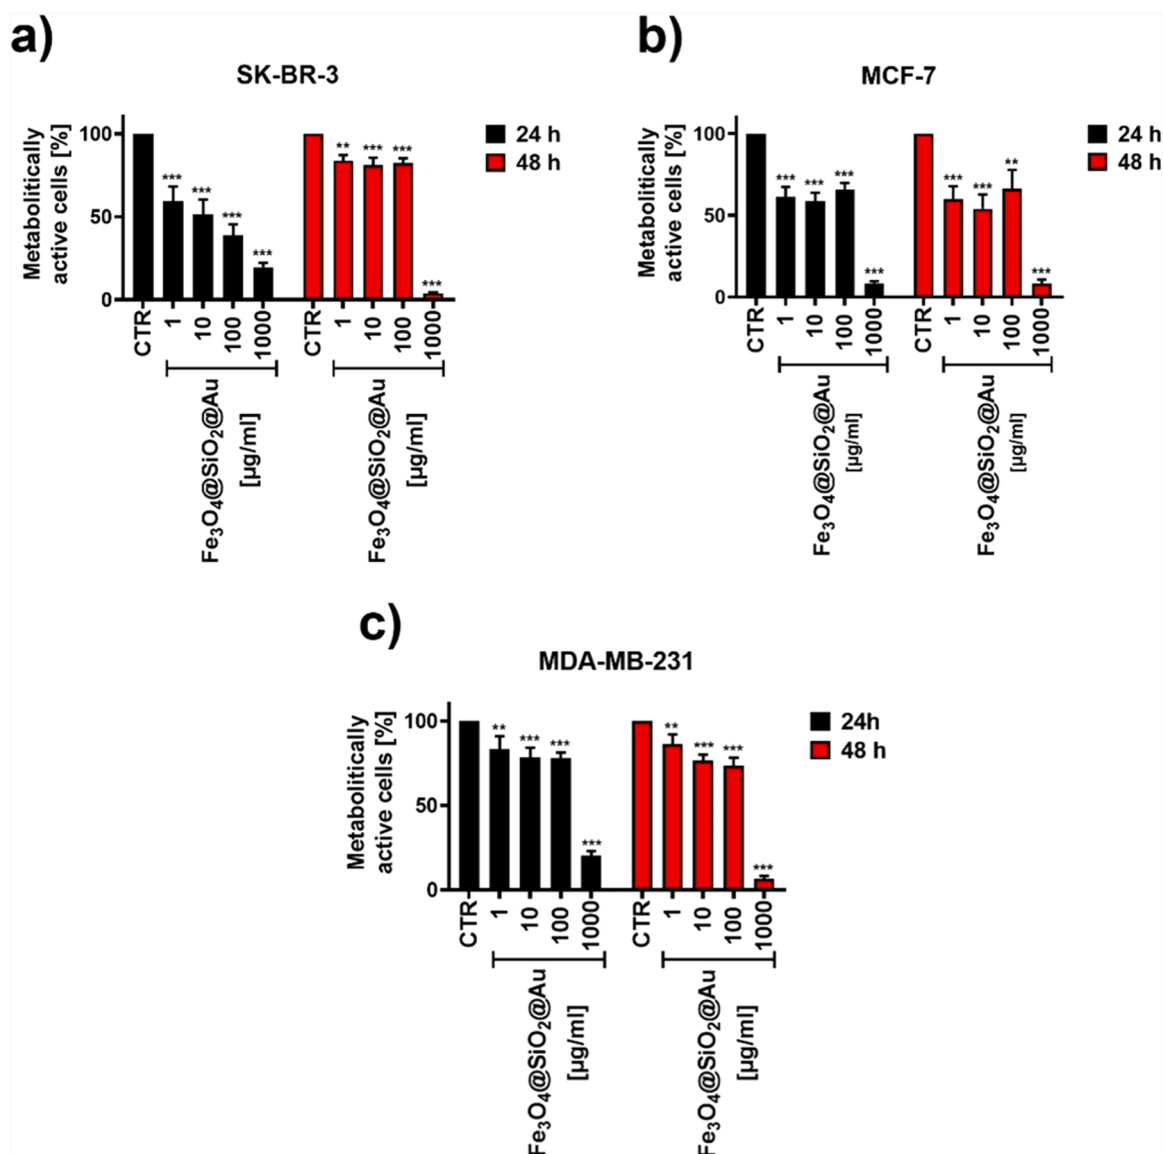 a)
SK-BR-3
Metabolitically
active cells [%]
100
50
0
** *** ***
*** *** *** *** ***
CTR 1 10 100 1000 CTR 1 10 100 1000
Fe3O4@SiO2@Au
[µg/ml]
Fe3O4@SiO2@Au
[µg/ml]
24 h
48 h
b)
MCF-7
Metabolitically
active cells [%]
100
50
0
*** *** *** *** *** *** ** ***
CTR 1 10 100 1000 CTR 1 10 100 1000
Fe3O4@SiO2@Au
[µg/ml]
Fe3O4@SiO2@Au
[µg/ml]
24 h
48 h
c)
MDA-MB-231
Metabolitically
active cells [%]
100
50
0
** *** *** *** ** *** *** ***
CTR 1 10 100 1000 CTR 1 10 100 1000
Fe3O4@SiO2@Au
[µg/ml]
Fe3O4@SiO2@Au
[µg/ml]
24h
48 h